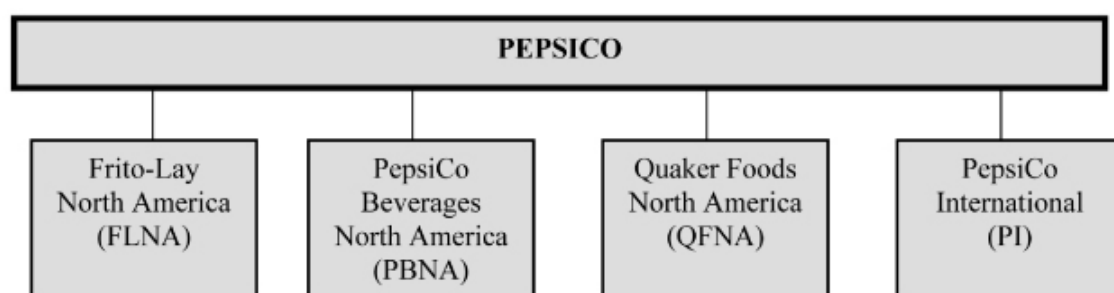 PEPSICO
Frito-Lay
North America
(FLNA)
PepsiCo
Beverages
North America
(PBNA)
Quaker Foods
North America
(QFNA)
PepsiCo
International
(PI)